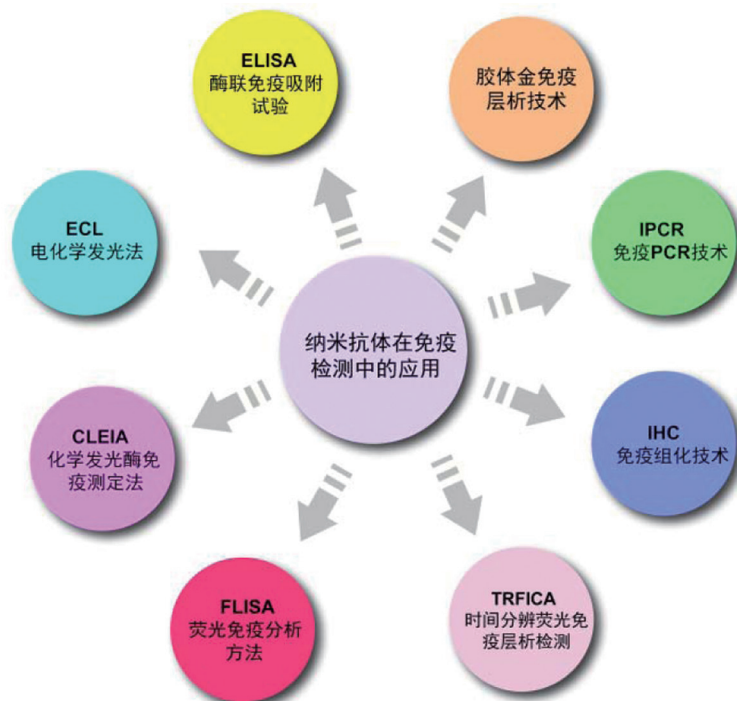 ELISA
酶联免疫吸附
试验
胶体金免疫
层析技术
ECL
电化学发光法
IPCR
免疫PCR技术
纳米抗体在免疫
检测中的应用
CLEIA
化学发光酶免
疫测定法
IHC
免疫组化技术
FLISA
荧光免疫分析
方法
TRFICA
时间分辨荧光免
疫层析检测